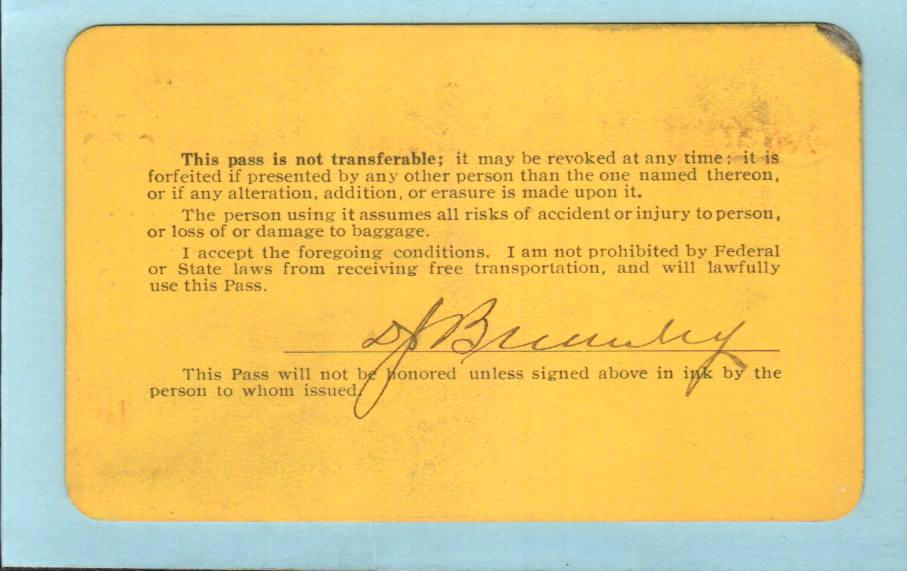 This pass is not transferable; it may be revoked at any time; it is
forfeited if presented by any other person than the one named thereon,
or if any alteration, addition, or erasure is made upon it.
The person using it assumes all risks of accident or injury to person,
or loss of or damage to baggage.
I accept the foregoing conditions. I am not prohibited by Federal
or State laws from receiving free transportation, and will lawfully
use this Pass.
This Pass will not be honored unless signed above in ink by the
person to whom issued.